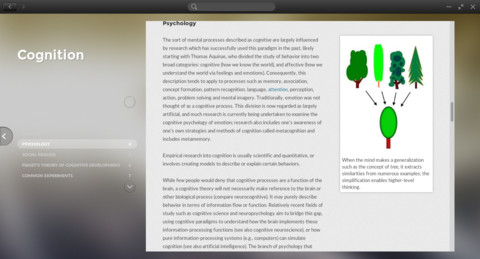 Psychology
Cognition
The sort of mental processes described as cognitive are largely influenced
by research which has successfully used this paradigm in the past, likely
starting with Thomas Aquinas, who divided the study of behavior into two
broad categories: cognitive (how we know the world), and affective (how we
understand the world via feelings and emotions). Consequently, this
description tends to apply to processes such as memory, association,
concept formation, pattern recognition, language, attention, perception,
action, problem solving and mental imagery. Traditionally, emotion was not
thought of as a cognitive process. This division is now regarded as largely
artificial, and much research is currently being undertaken to examine the
cognitive psychology of emotion; research also includes one's awareness of
one's own strategies and methods of cognition called metacognition and
includes metamemory.
Empirical research into cognition is usually scientific and quantitative, or
involves creating models to describe or explain certain behaviors.
While few people would deny that cognitive processes are a function of the
brain, a cognitive theory will not necessarily make reference to the brain or
other biological process (compare neurocognitive). It may purely describe
behavior in terms of information flow or function. Relatively recent fields of
study such as cognitive science and neuropsychology aim to bridge this gap,
using cognitive paradigms to understand how the brain implements these
information-processing functions (see also cognitive neuroscience), or how
pure information-processing systems (e.g., computers) can simulate
cognition (see also artificial intelligence). The branch of psychology that
PSYCHOLOGY
SOCIAL PROCESS
PIAGET'S THEORY OF COGNITIVE DEVELOPMENT
COMMON EXPERIMENTS
When the mind makes a generalization
such as the concept of tree, it extracts
similarities from numerous examples; the
simplification enables higher-level
thinking.